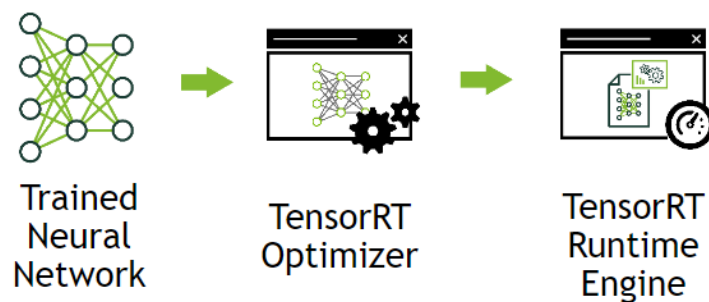 Trained
Neural
Network
TensorRT
Optimizer
TensorRT
Runtime
Engine